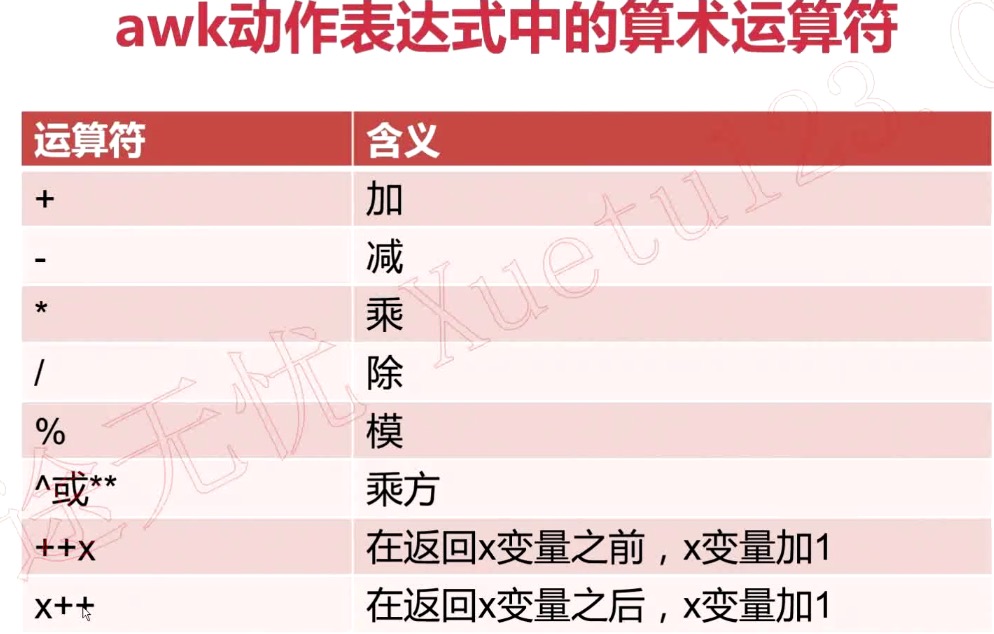 awk动作表达式中的算术运算符
运算符 含义
+ 加
- 减
* 乘
/ 除
% 模
^或** 乘方
++x 在返回x变量之前，x变量加1
x++ 在返回x变量之后，x变量加1
途无忧 Xuetu123.